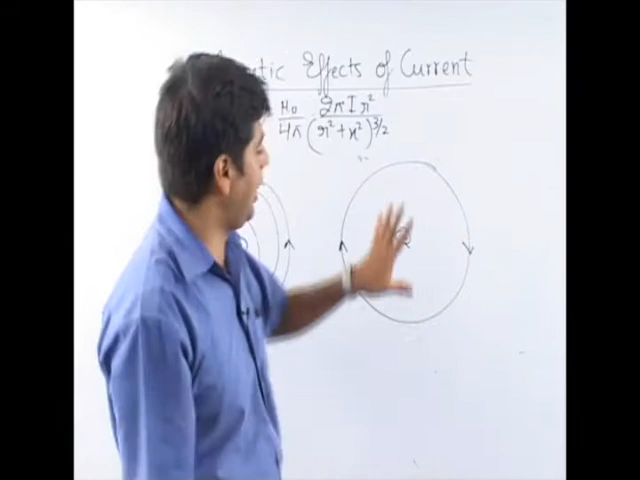 Effects of Current
μ0/4π 2πIr²/(r²+x²)^3/2